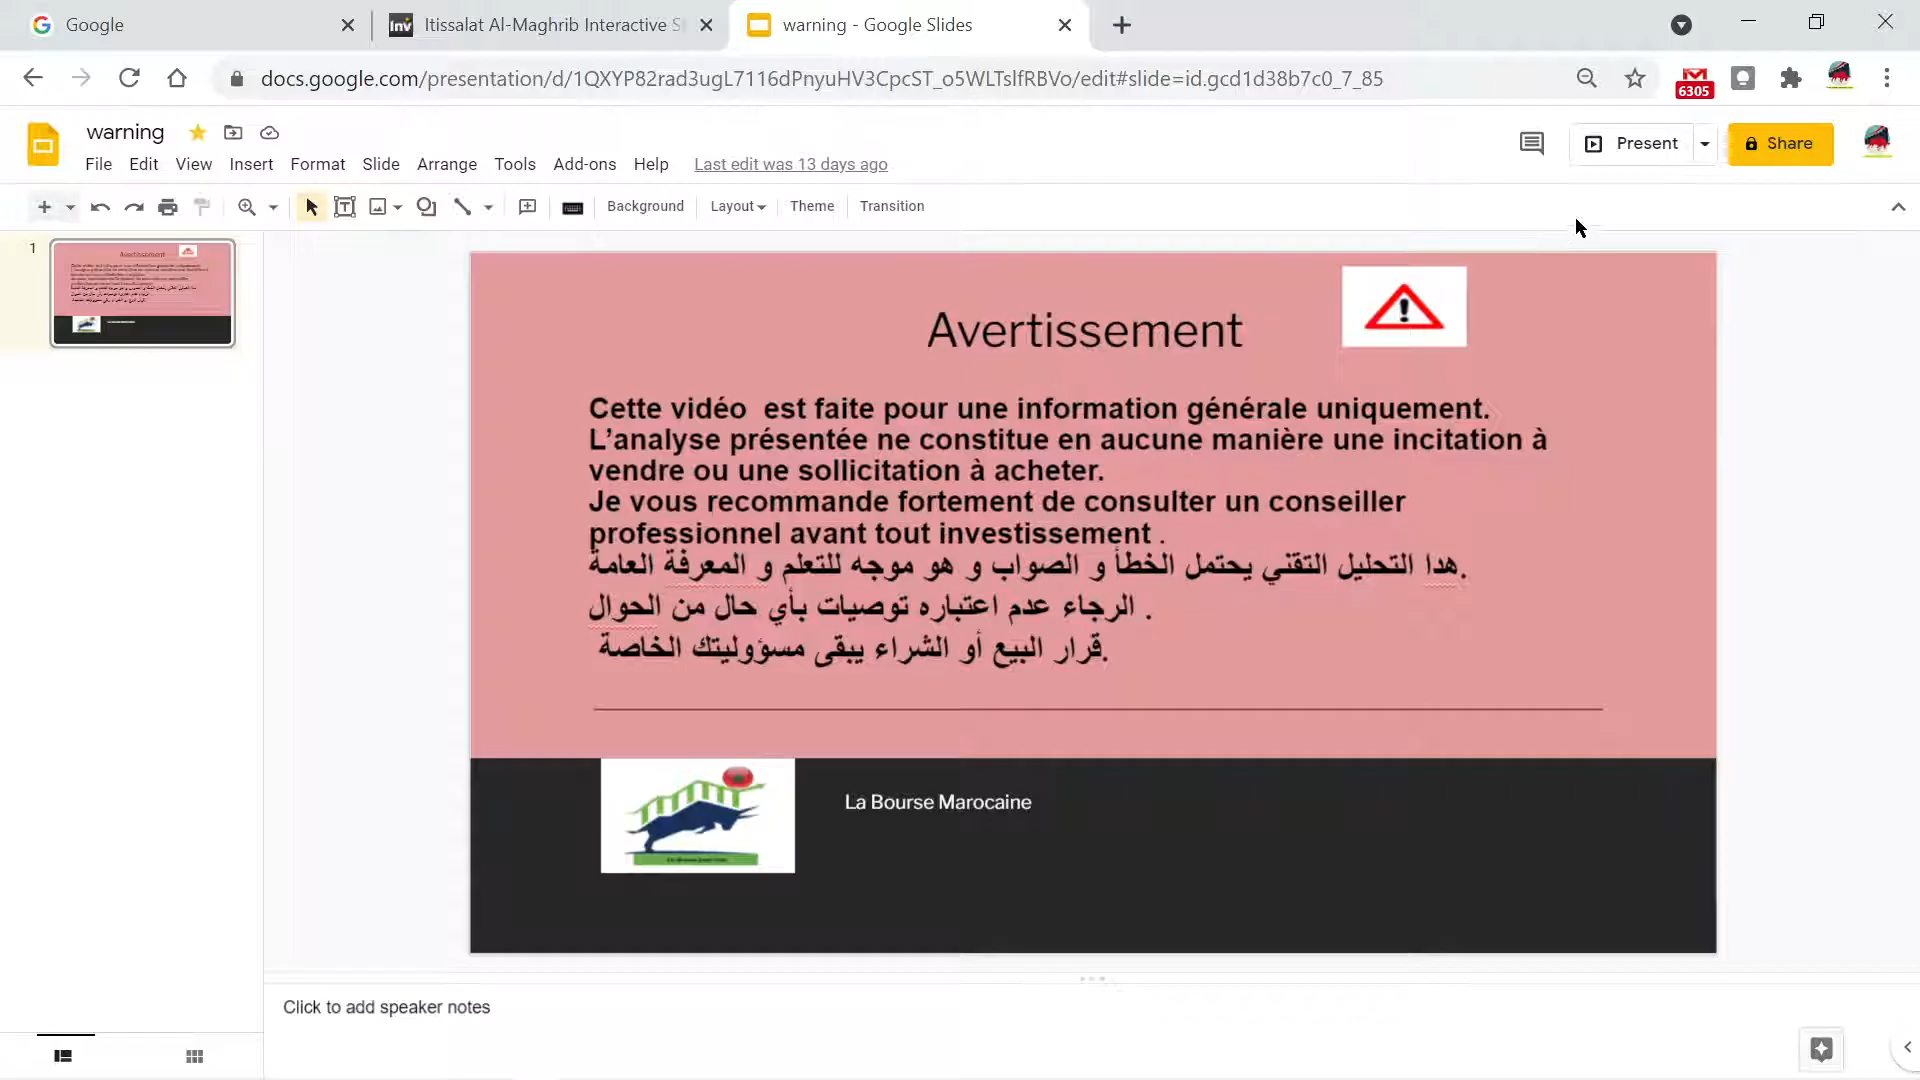 Google
Itissalat Al-Maghrib Interactive S
warning - Google Slides
docs.google.com/presentation/d/1QXYP82rad3ugL7116dPnyuHV3CpcST_o5WLTslfRBVo/edit#slide=id.gcd1d38b7c0_7_85
6305
warning
File Edit View Insert Format Slide Arrange Tools Add-ons Help Last edit was 13 days ago
Present
Share
Background Layout Theme Transition
1
Avertissement
Cette vidéo est faite pour une information générale uniquement.
L’analyse présentée ne constitue en aucune manière une incitation à
vendre ou une sollicitation à acheter.
Je vous recommande fortement de consulter un conseiller
professionnel avant tout investissement .
هدا التحليل التقني يحتمل الخطأ و الصواب و هو موجه للتعلم و المعرفة العامة.
الرجاء عدم اعتباره توصيات بأي حال من الحوال .
قرار البيع أو الشراء يبقى مسؤوليتك الخاصة.
La Bourse Marocaine
Click to add speaker notes